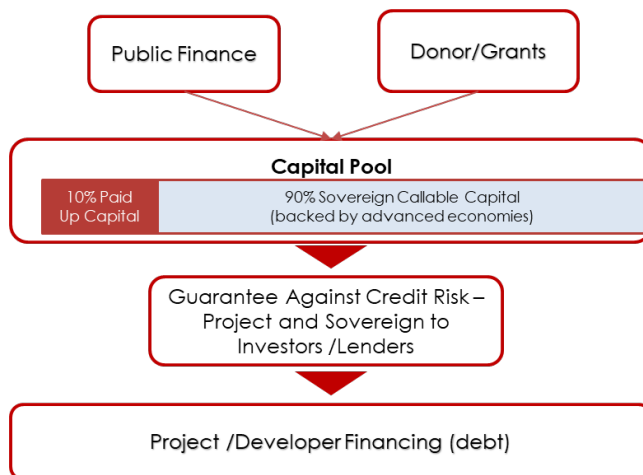 Public Finance
Donor/Grants
Capital Pool
10% Paid
Up Capital
90% Sovereign Callable Capital
(backed by advanced economies)
Guarantee Against Credit Risk –
Project and Sovereign to
Investors /Lenders
Project /Developer Financing (debt)